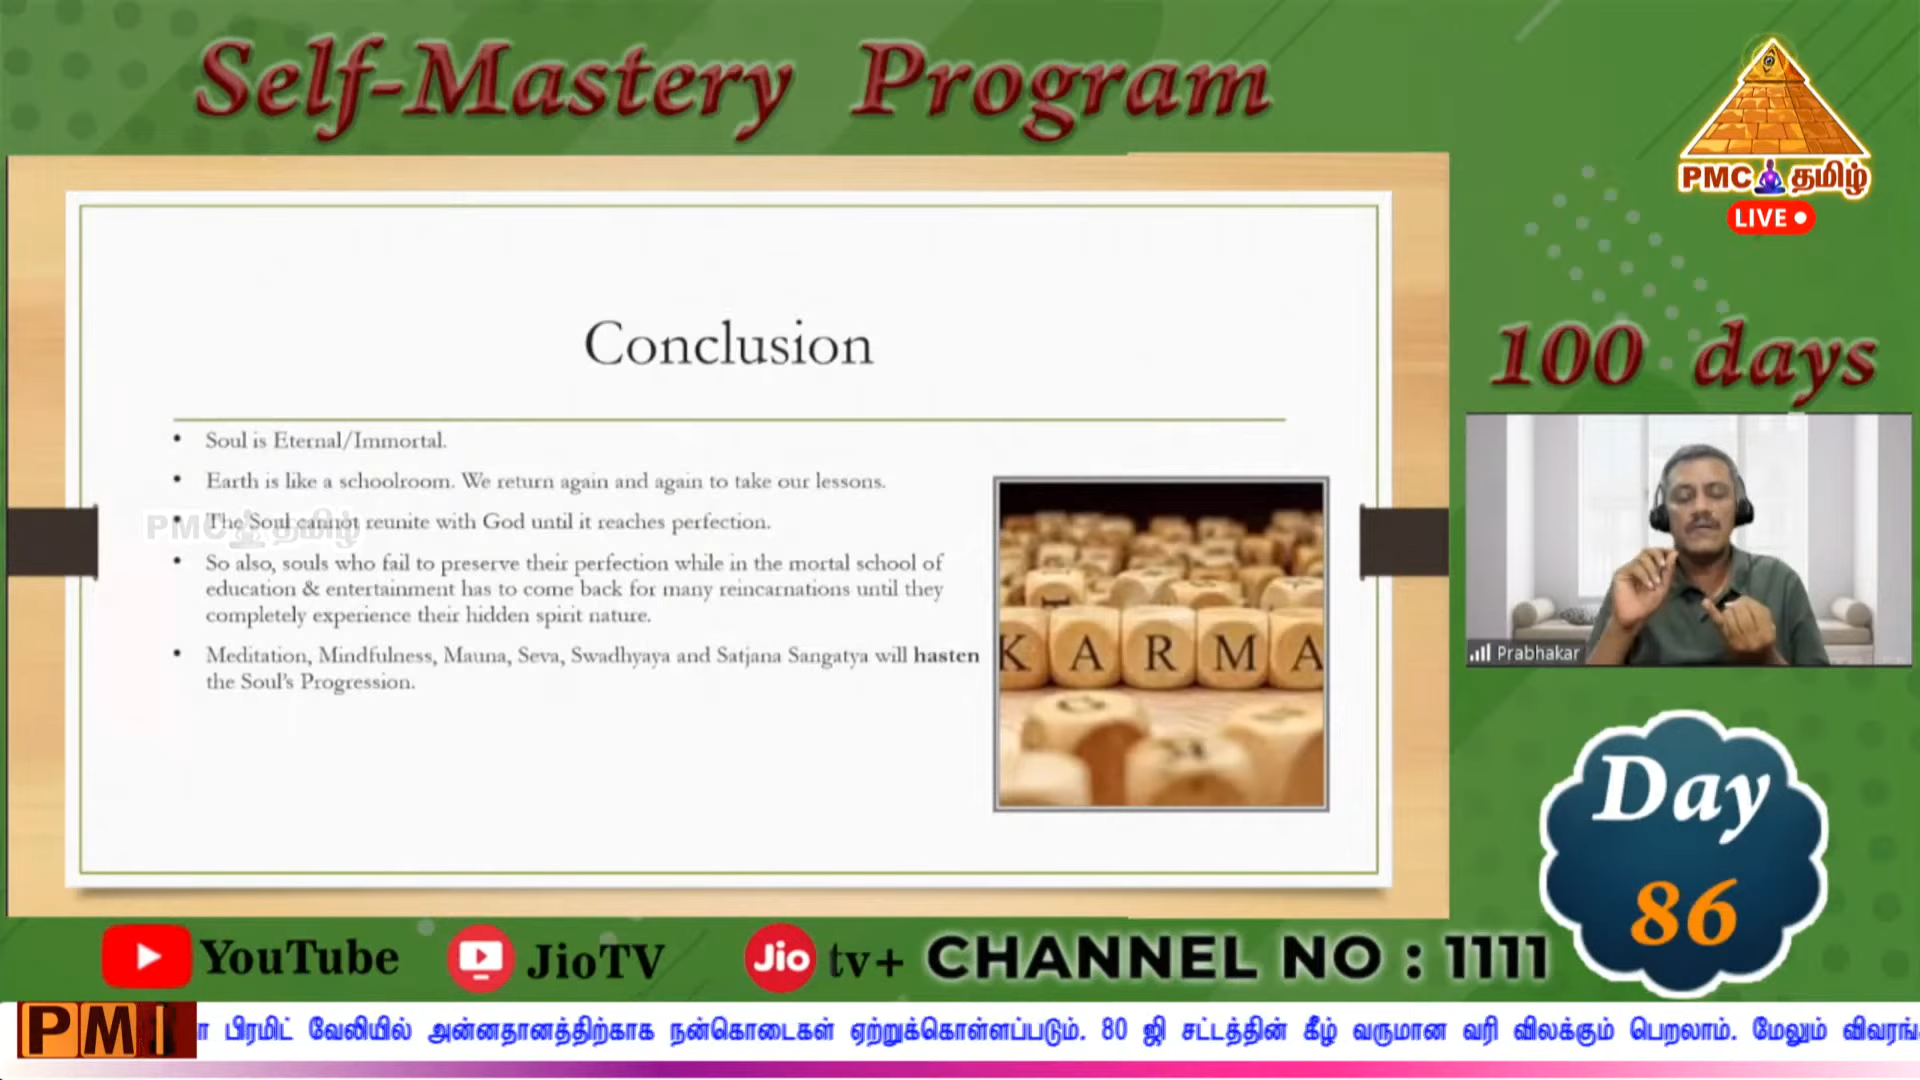 Self-Mastery Program
PMC தமிழ்
LIVE
100 days
Conclusion
• Soul is Eternal/Immortal.
• Earth is like a schoolroom. We return again and again to take our lessons.
• The Soul cannot reunite with God until it reaches perfection.
PMC தமிழ்
• So also, souls who fail to preserve their perfection while in the mortal school of
education & entertainment has to come back for many reincarnations until they
completely experience their hidden spirit nature.
• Meditation, Mindfulness, Mauna, Seva, Swadhyaya and Satjana Sangatya will hasten
the Soul's Progression.
KARMA
Prabhakar
Day
86
YouTube JioTV Jio tv+ CHANNEL NO : 1111
PMI பிரமிட் வேலியில் அன்னதானத்திற்காக நன்கொடைகள் ஏற்றுக்கொள்ளப்படும். 80 ஜி சட்டத்தின் கீழ் வருமான வரி விலக்கும் பெறலாம். மேலும்